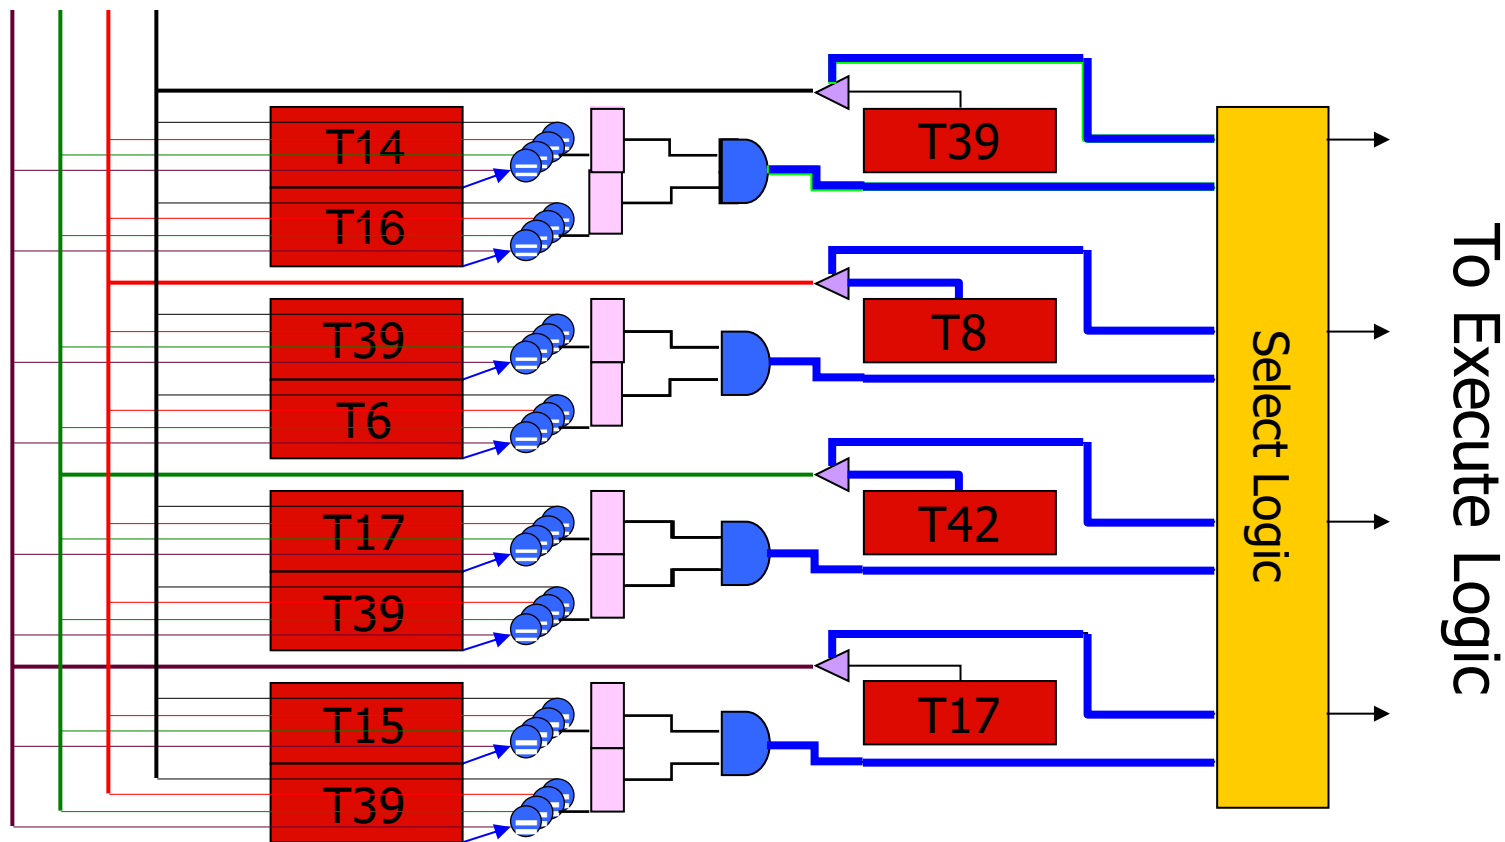 T14
T39
T16
T39
T8
T6
T17
T42
T39
T15
T17
T39
Select Logic
To Execute Logic